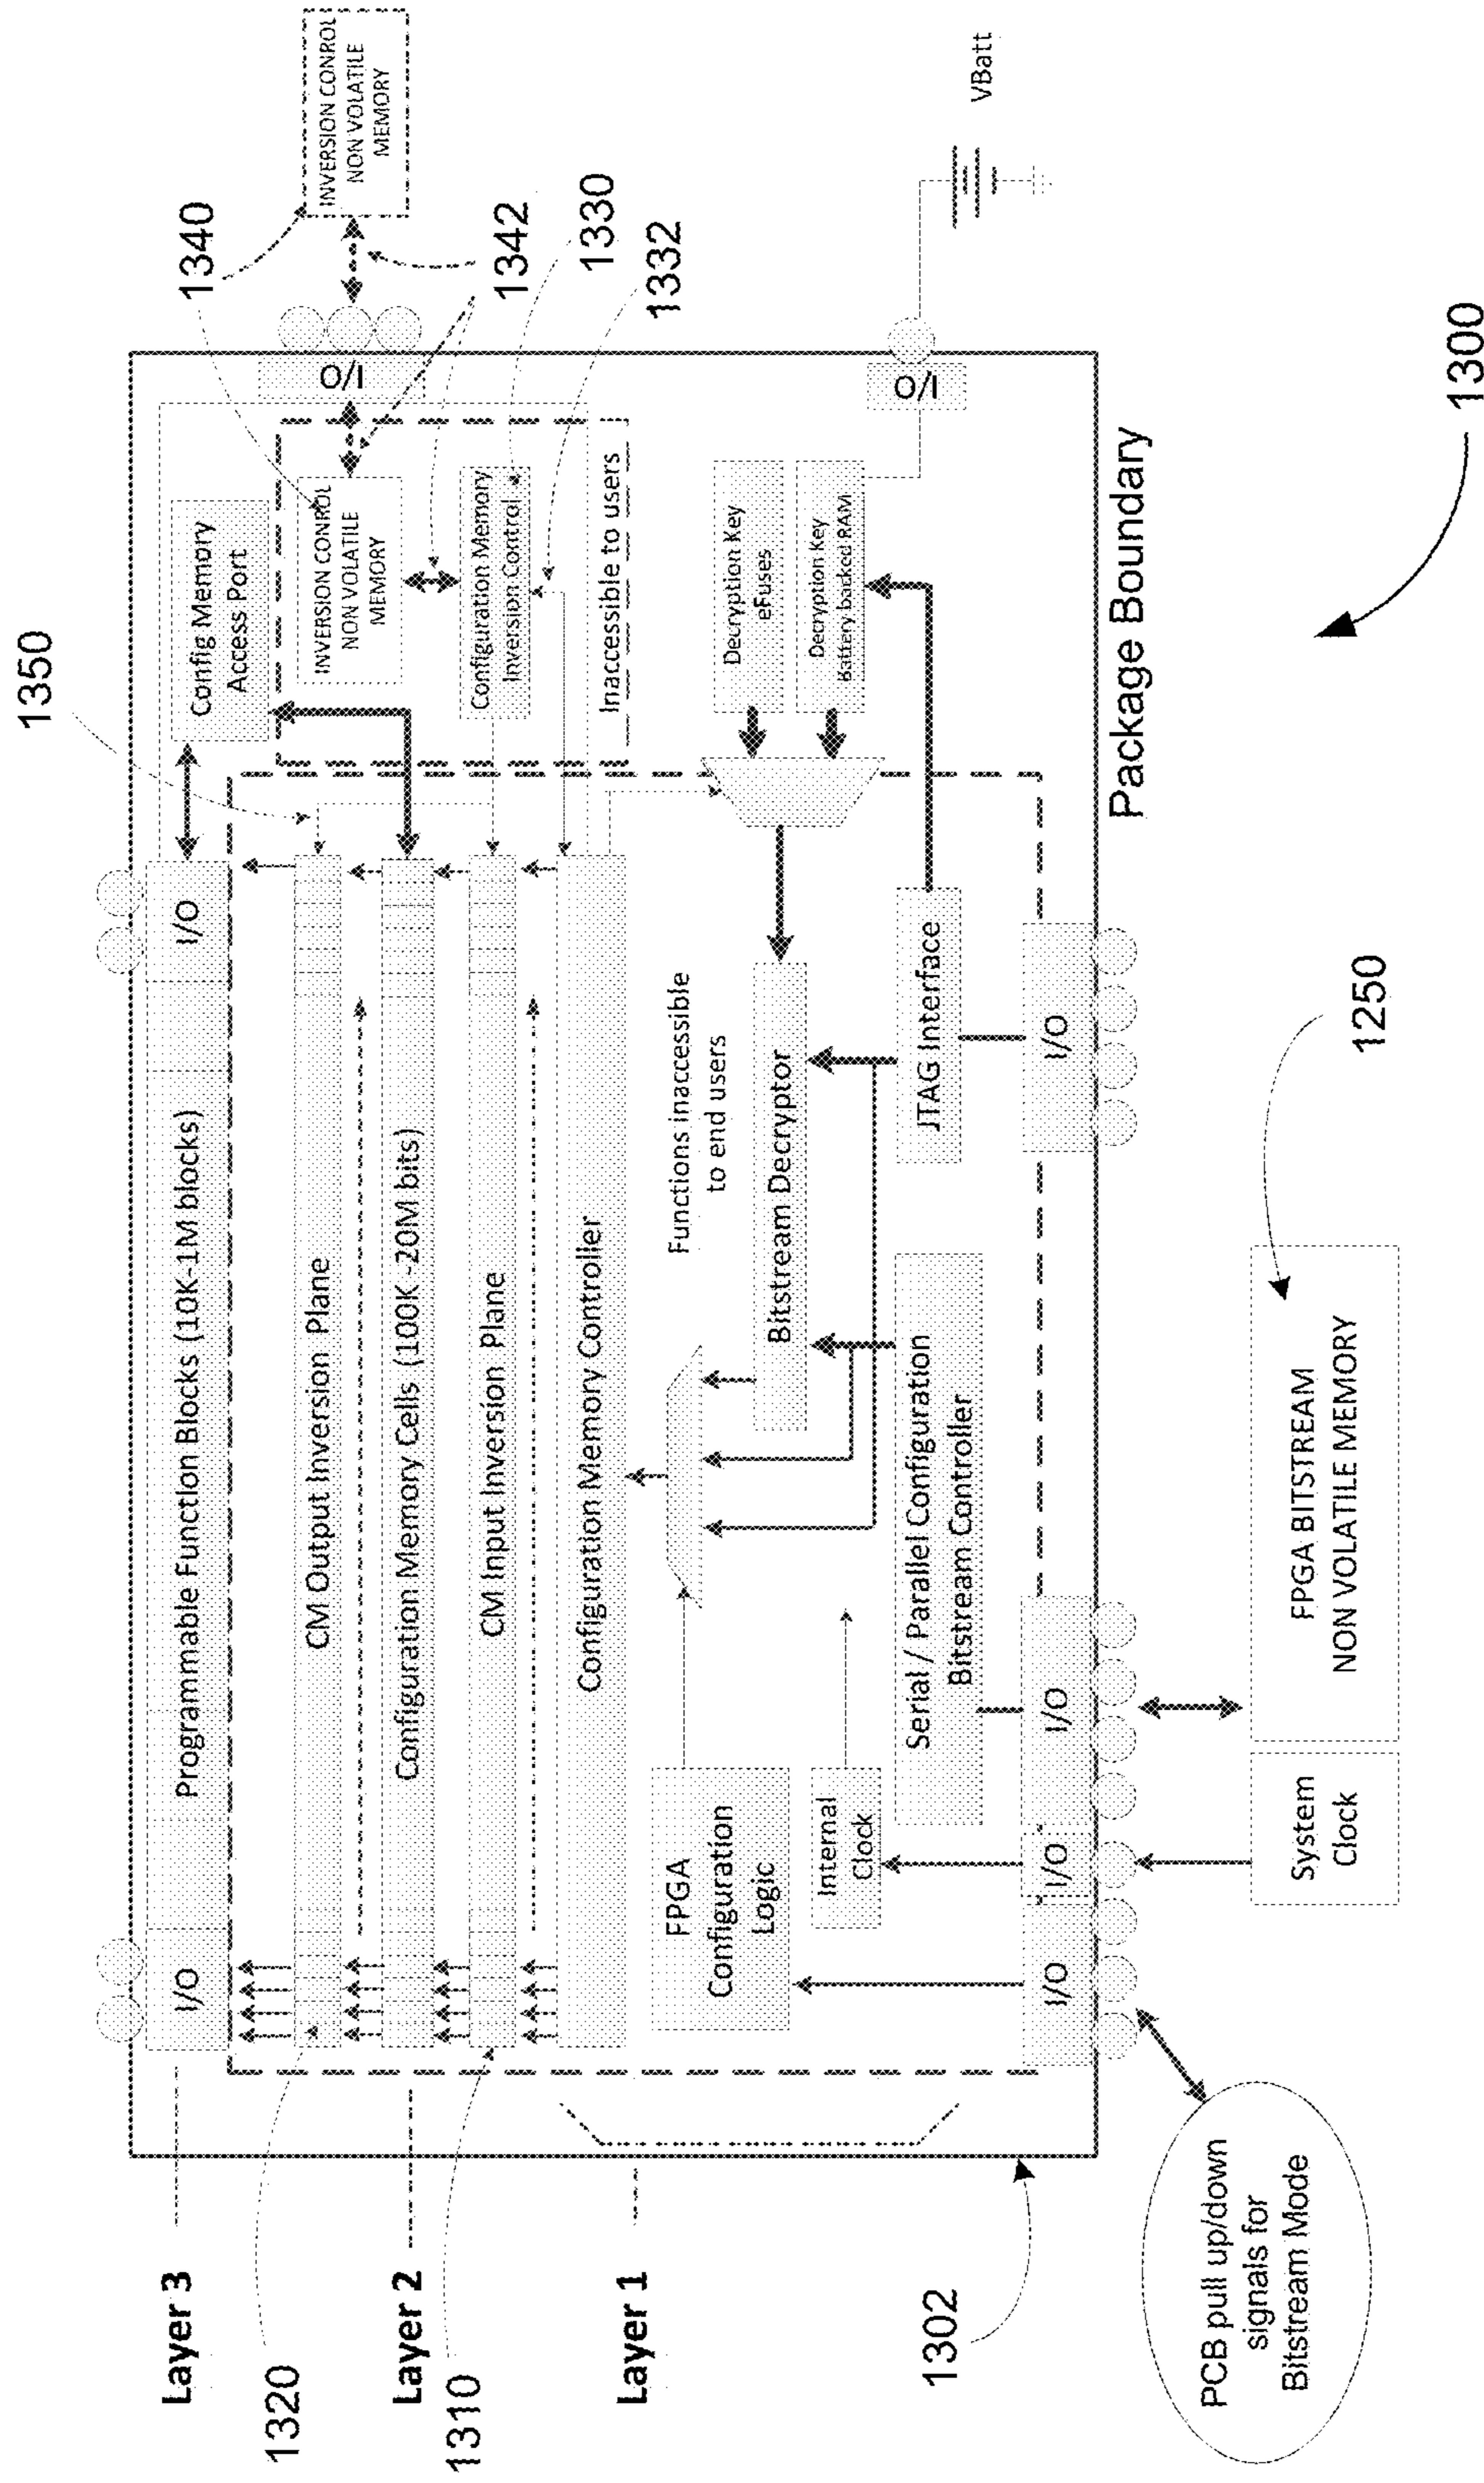 Layer 3
Layer 2
Layer 1
1320
1310
1302
1350
1340
1342
1330
1332
1250
1300
I/O
Programmable Function Blocks (10K-1M blocks)
I/O
CM Output Inversion Plane
Configuration Memory Cells (100K -20M bits)
CM Input Inversion Plane
Configuration Memory Controller
Config Memory
Access Port
INVERSION CONROL
NON VOLATILE
MEMORY
I/O
INVERSION CONROL
NON VOLATILE
MEMORY
Configuration Memory
Inversion Control
Inaccessible to users
FPGA
Configuration
Logic
Internal
Clock
Functions inaccessible
to end users
Bitstream Decryptor
Serial / Parallel Configuration
Bitstream Controller
JTAG Interface
Decryption Key
eFuses
Decryption Key
Battery backed RAM
I/O
VBatt
I/O
I/O
I/O
I/O
Package Boundary
PCB pull up/down
signals for
Bitstream Mode
System
Clock
FPGA BITSTREAM
NON VOLATILE MEMORY